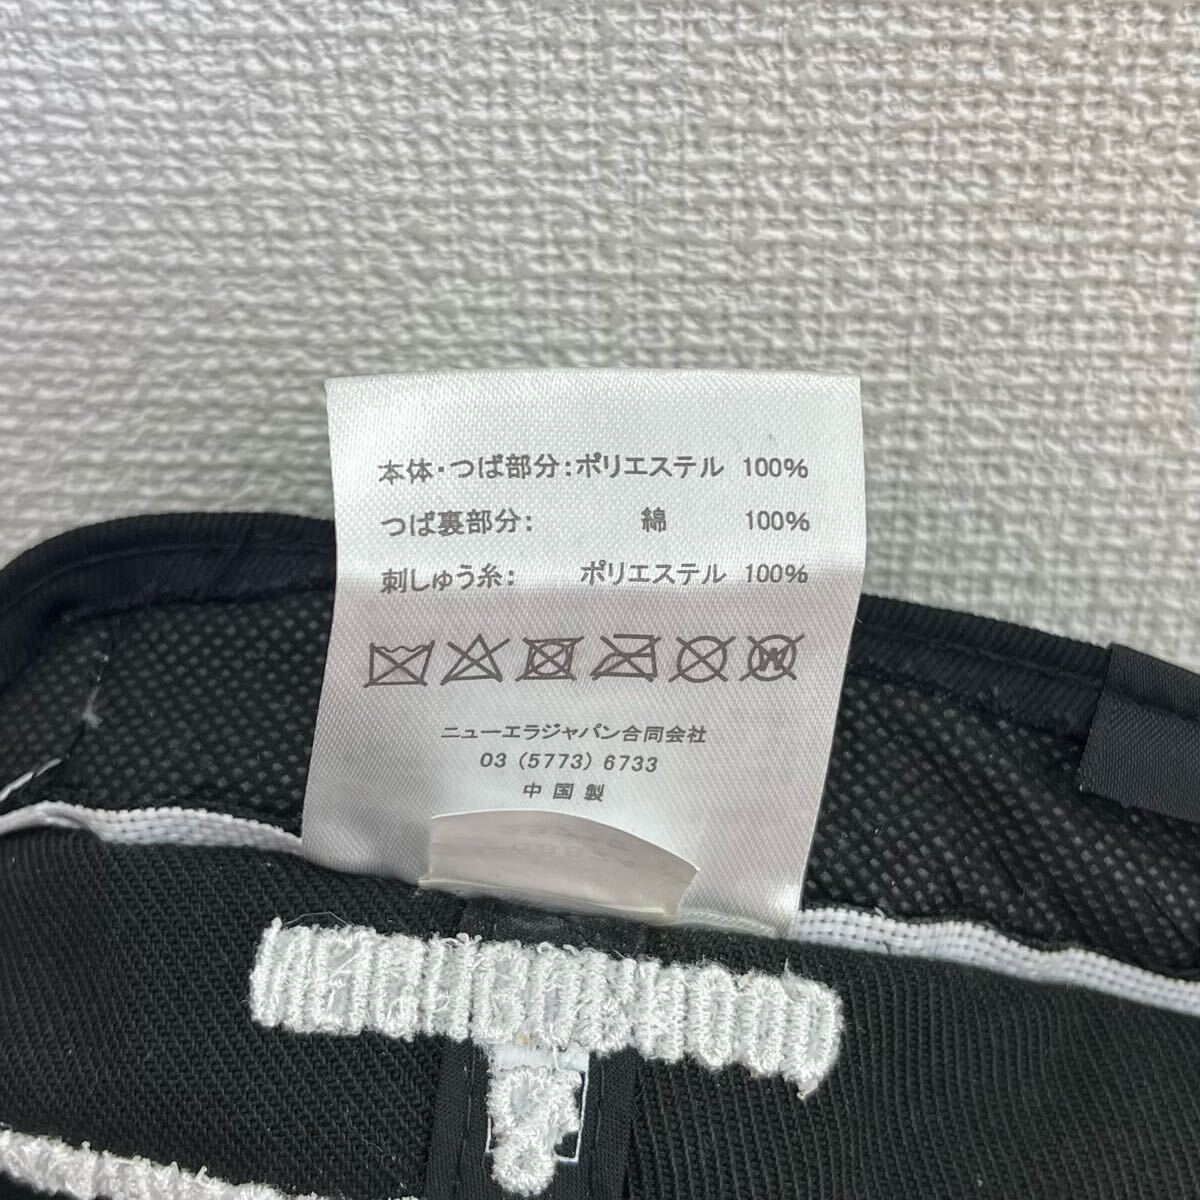 本体・つば部分：ポリエステル 100%
つば裏部分： 綿 100%
刺しゅう糸： ポリエステル 100%
W
ニューエラジャパン合同会社
03 (5773) 6733
中国製